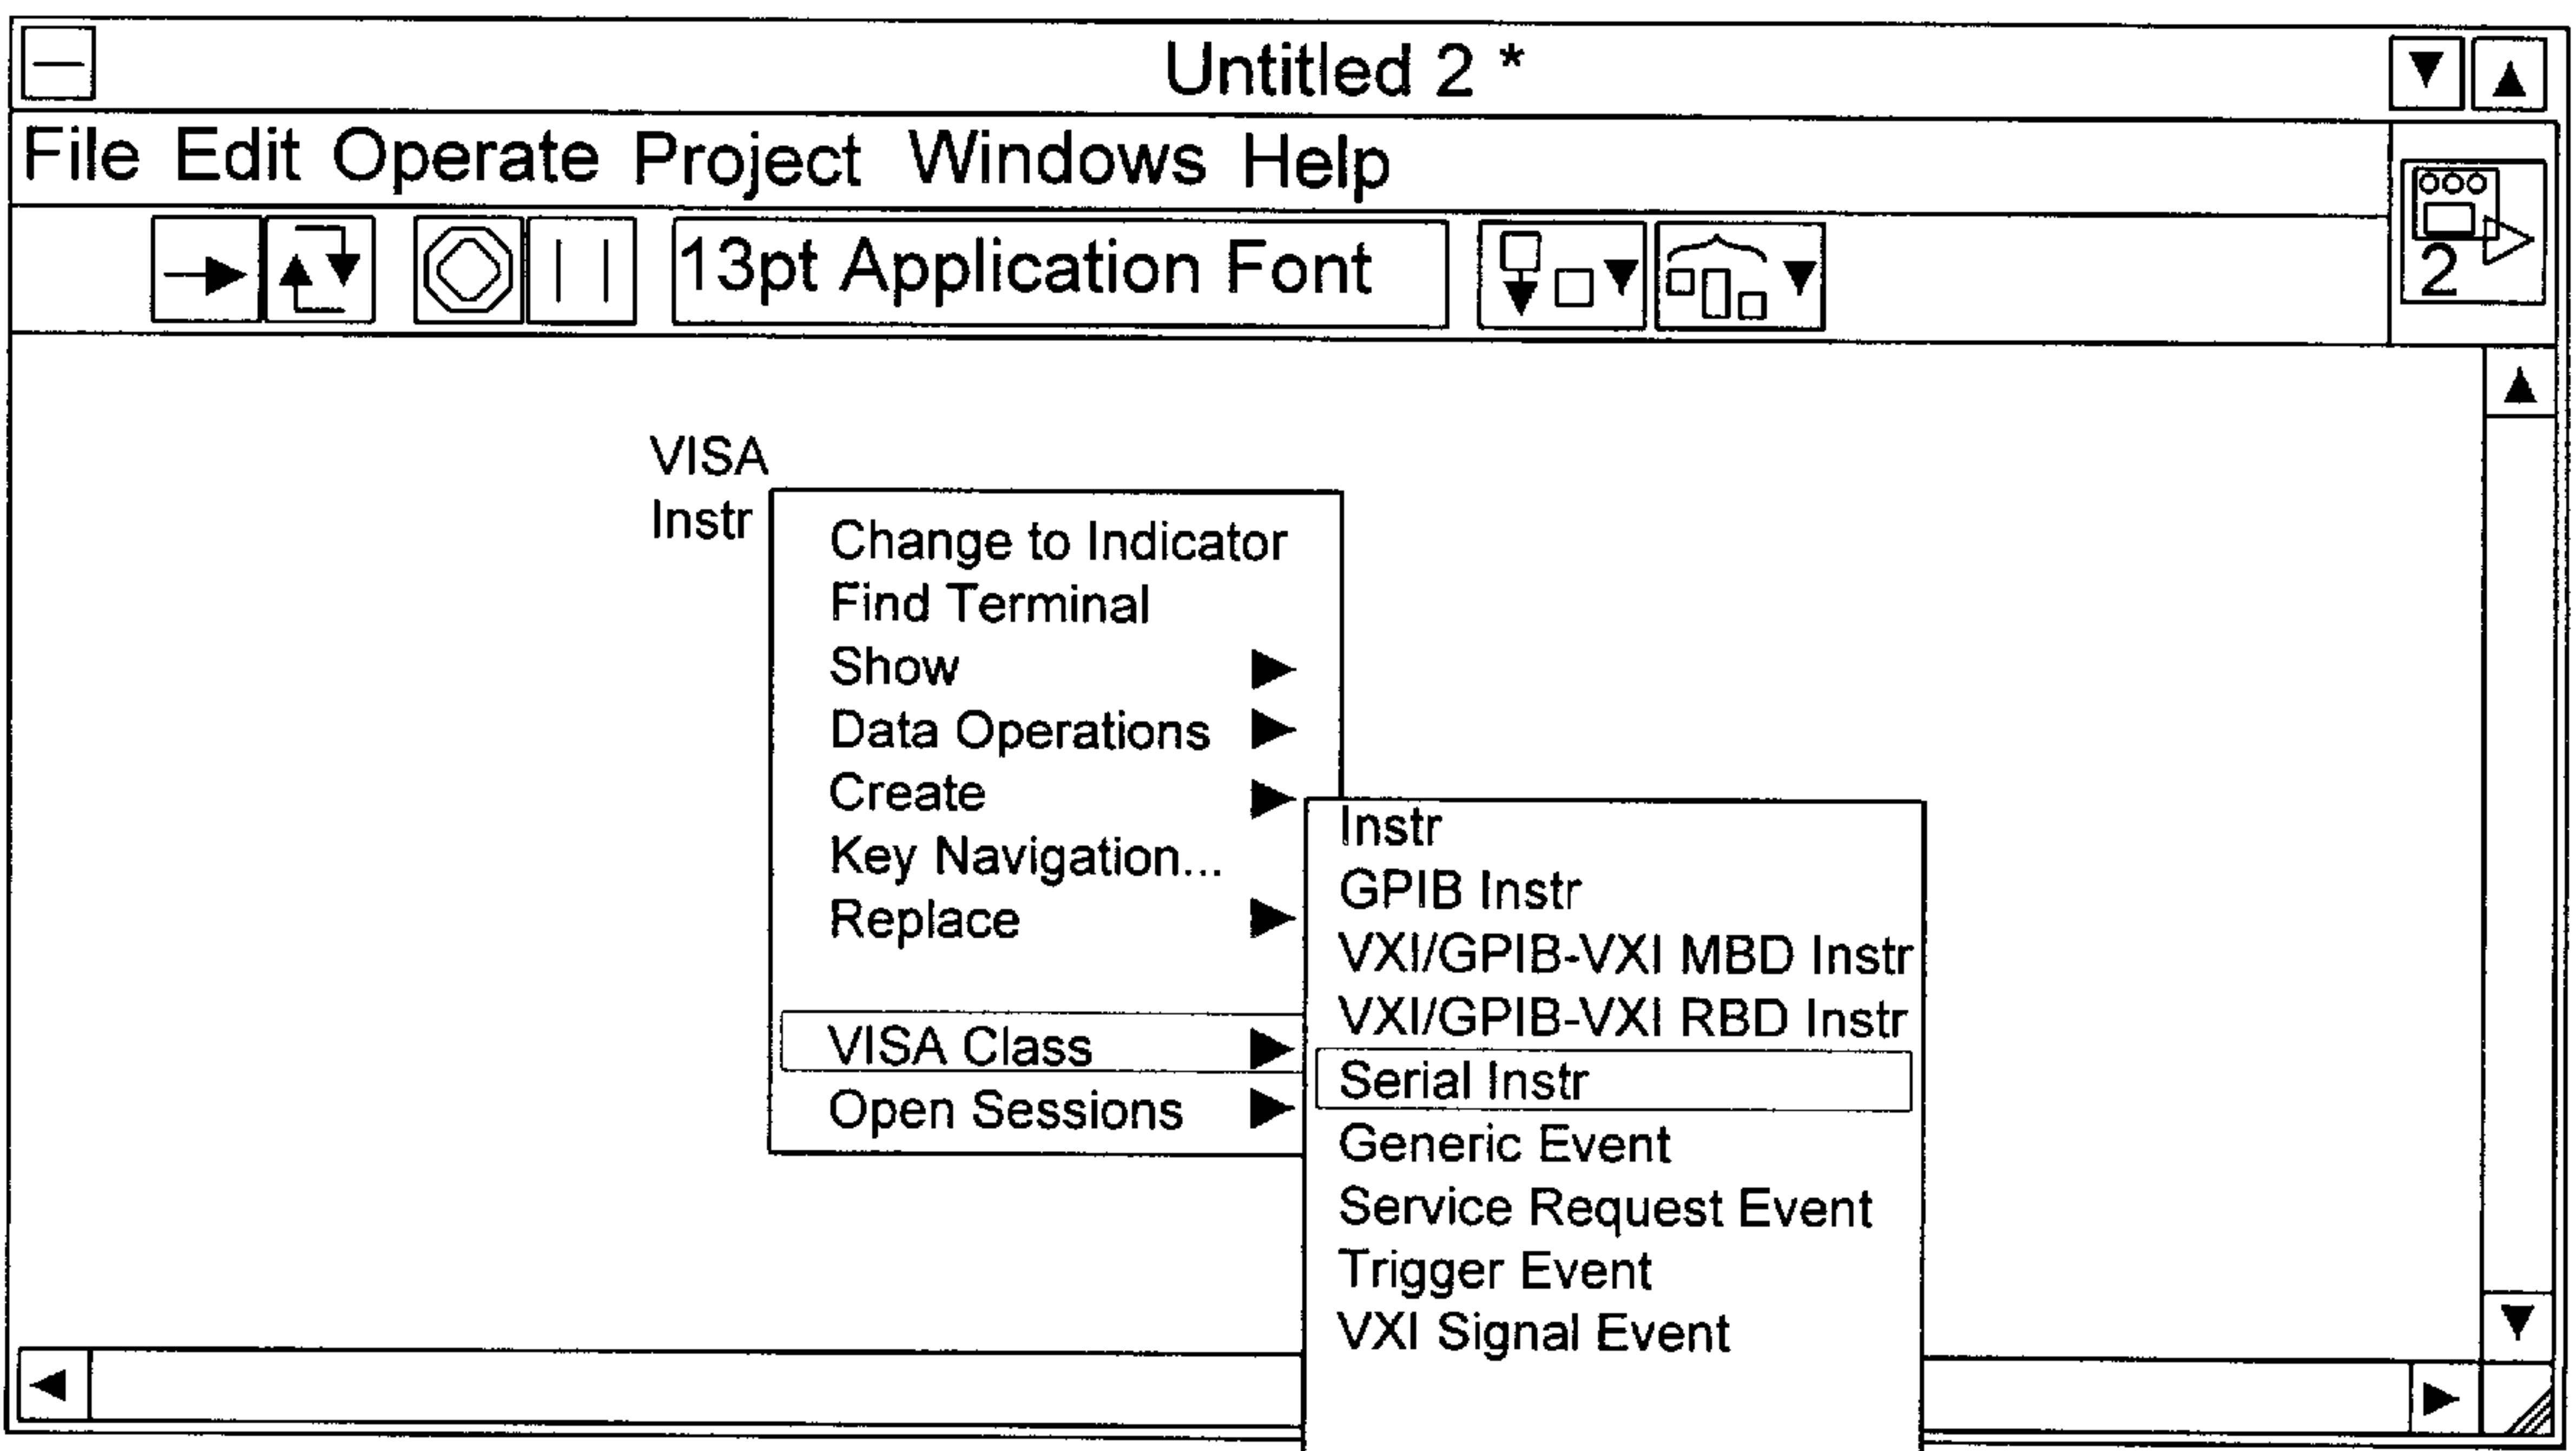 Untitled 2 *
File Edit Operate Project Windows Help
13pt Application Font
2
VISA
Instr
Change to Indicator
Find Terminal
Show
Data Operations
Create
Key Navigation...
Replace
VISA Class
Open Sessions
Instr
GPIB Instr
VXI/GPIB-VXI MBD Instr
VXI/GPIB-VXI RBD Instr
Serial Instr
Generic Event
Service Request Event
Trigger Event
VXI Signal Event